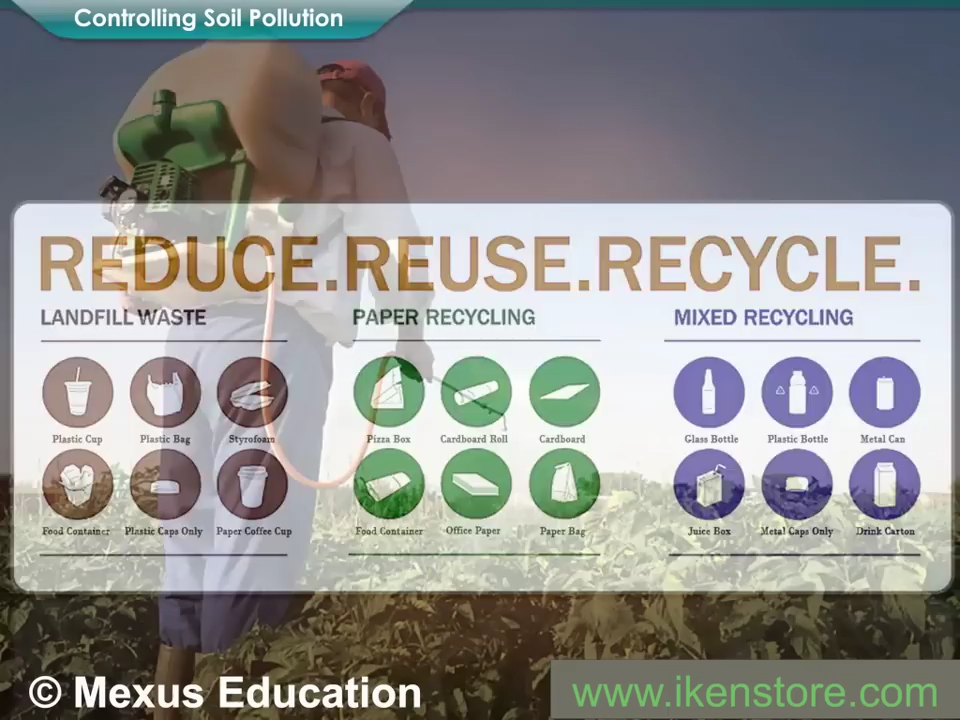 Controlling Soil Pollution
REDUCE.REUSE.RECYCLE.
LANDFILL WASTE
Plastic Cup
Plastic Bag
Styrofoam
Food Container
Plastic Caps Only
Paper Coffee Cup
PAPER RECYCLING
Pizza Box
Cardboard Roll
Cardboard
Food Container
Office Paper
Paper Bag
MIXED RECYCLING
Glass Bottle
Plastic Bottle
Metal Can
Juice Box
Metal Caps Only
Drink Carton
© Mexus Education
www.ikenstore.com